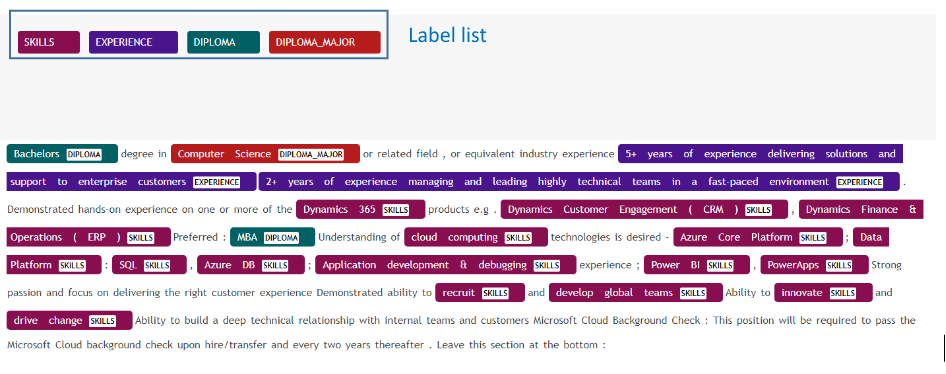 SKILLS EXPERIENCE DIPLOMA DIPLOMA_MAJOR Label list
Bachelors DIPLOMA degree in Computer Science DIPLOMA_MAJOR or related field , or equivalent industry experience 5+ years of experience delivering solutions and
support to enterprise customers EXPERIENCE 2+ years of experience managing and leading highly technical teams in a fast-paced environment EXPERIENCE .
Demonstrated hands-on experience on one or more of the Dynamics 365 SKILLS products e.g . Dynamics Customer Engagement ( CRM ) SKILLS , Dynamics Finance &
Operations ( ERP ) SKILLS Preferred : MBA DIPLOMA Understanding of cloud computing SKILLS technologies is desired - Azure Core Platform SKILLS ; Data
Platform SKILLS : SQL SKILLS , Azure DB SKILLS ; Application development & debugging SKILLS experience ; Power BI SKILLS , PowerApps SKILLS Strong
passion and focus on delivering the right customer experience Demonstrated ability to recruit SKILLS and develop global teams SKILLS Ability to innovate SKILLS and
drive change SKILLS Ability to build a deep technical relationship with internal teams and customers Microsoft Cloud Background Check : This position will be required to pass the
Microsoft Cloud background check upon hire/transfer and every two years thereafter . Leave this section at the bottom :